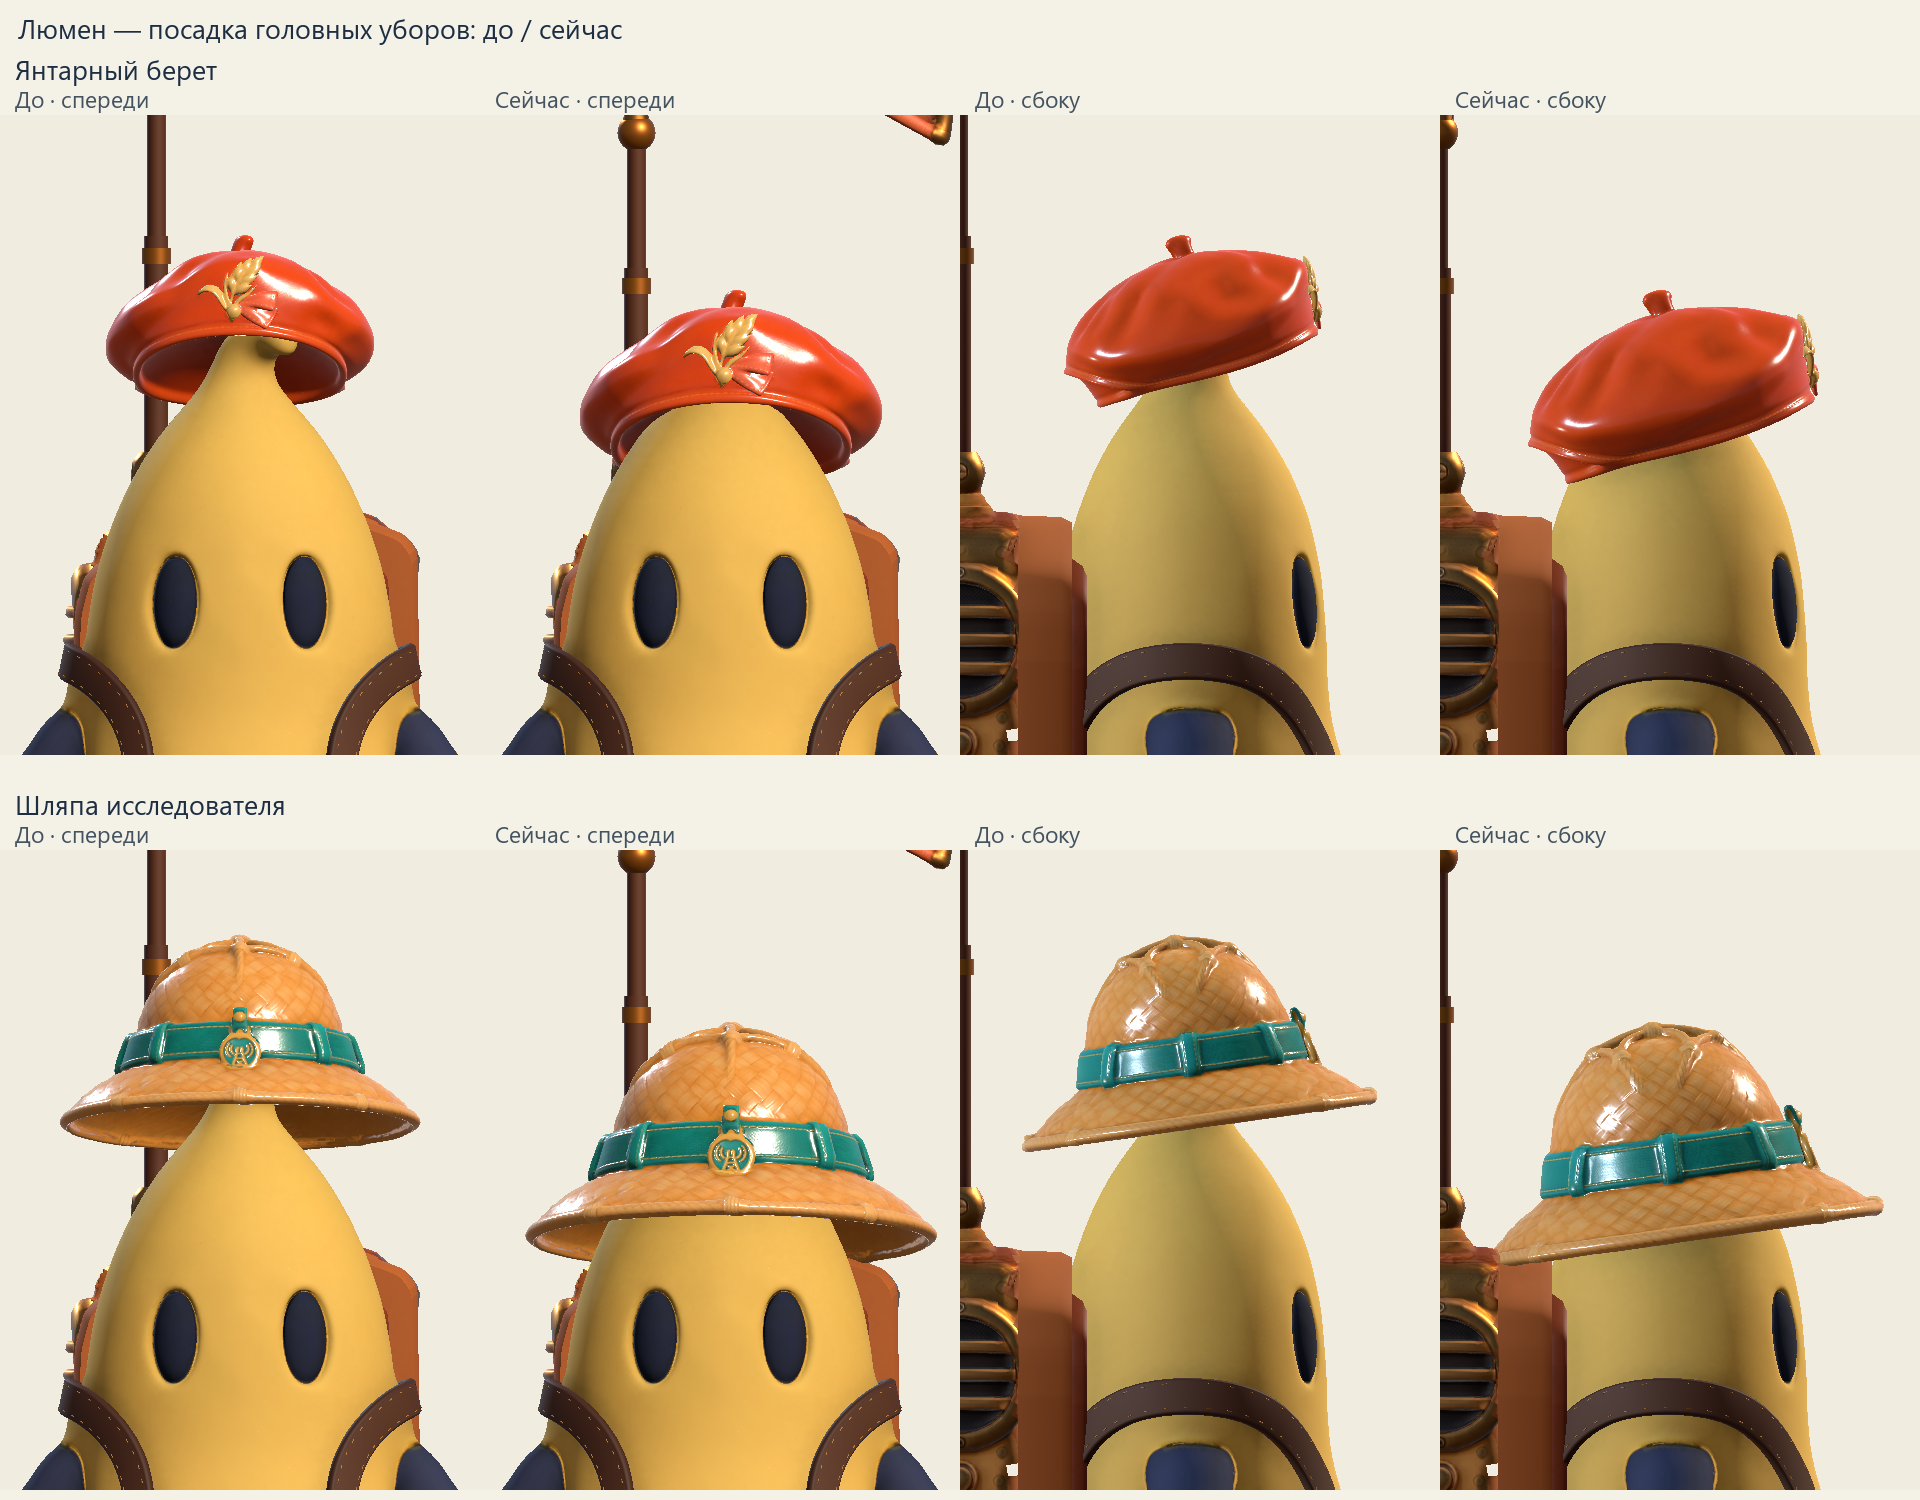 Люмен — посадка головных уборов: до / сейчас
Янтарный берет
До · спереди
Сейчас · спереди
До · сбоку
Сейчас · сбоку
Шляпа исследователя
До · спереди
Сейчас · спереди
До · сбоку
Сейчас · сбоку